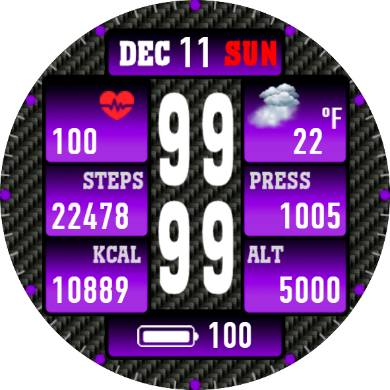 DEC 11 SUN
99
99
100
STEPS
22478
KCAL
10889
°F
22
PRESS
1005
ALT
5000
100